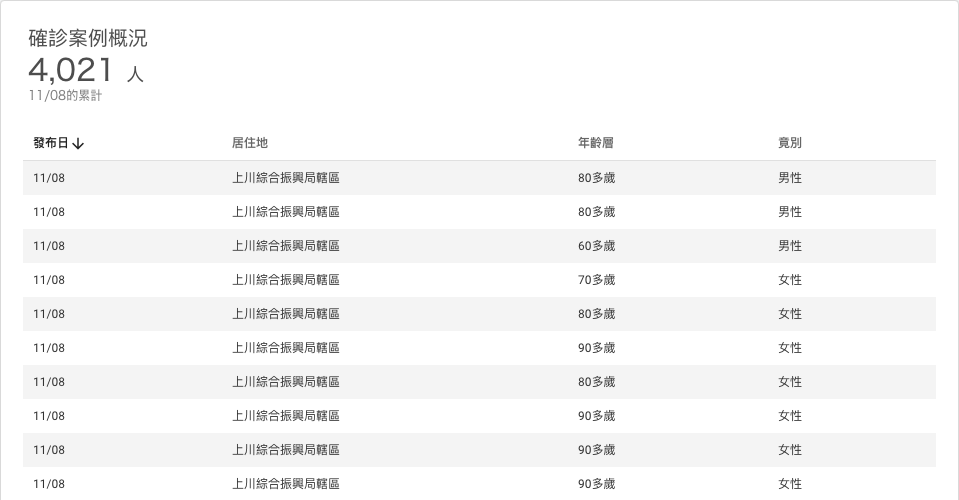 確診案例概況
4,021 人
11/08的累計
發布日↓ 居住地 年齡層 竟別
11/08 上川綜合振興局轄區 80多歲 男性
11/08 上川綜合振興局轄區 80多歲 男性
11/08 上川綜合振興局轄區 60多歲 男性
11/08 上川綜合振興局轄區 70多歲 女性
11/08 上川綜合振興局轄區 80多歲 女性
11/08 上川綜合振興局轄區 90多歲 女性
11/08 上川綜合振興局轄區 80多歲 女性
11/08 上川綜合振興局轄區 90多歲 女性
11/08 上川綜合振興局轄區 90多歲 女性
11/08 上川綜合振興局轄區 90多歲 女性